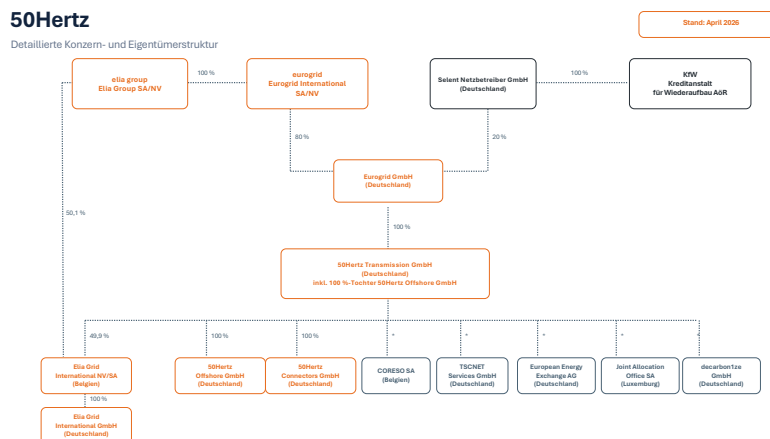 50Hertz
Stand: April 2026
Detaillierte Konzern- und Eigentümerstruktur
elia group
Elia Group SA/NV
100 %
eurogrid
Eurogrid International
SA/NV
Selent Netzbetreiber GmbH
(Deutschland)
100 %
KfW
Kreditanstalt
für Wiederaufbau AöR
80 %
20 %
Eurogrid GmbH
(Deutschland)
50,1 %
100 %
50Hertz Transmission GmbH
(Deutschland)
inkl. 100 %-Tochter 50Hertz Offshore GmbH
49,9 %
100 %
100 %
*
*
*
*
*
Elia Grid
International NV/SA
(Belgien)
50Hertz
Offshore GmbH
(Deutschland)
50Hertz
Connectors GmbH
(Deutschland)
CORESO SA
(Belgien)
TSCNET
Services GmbH
(Deutschland)
European Energy
Exchange AG
(Deutschland)
Joint Allocation
Office SA
(Luxemburg)
decarbon1ze
GmbH
(Deutschland)
100 %
Elia Grid
International GmbH
(Deutschland)